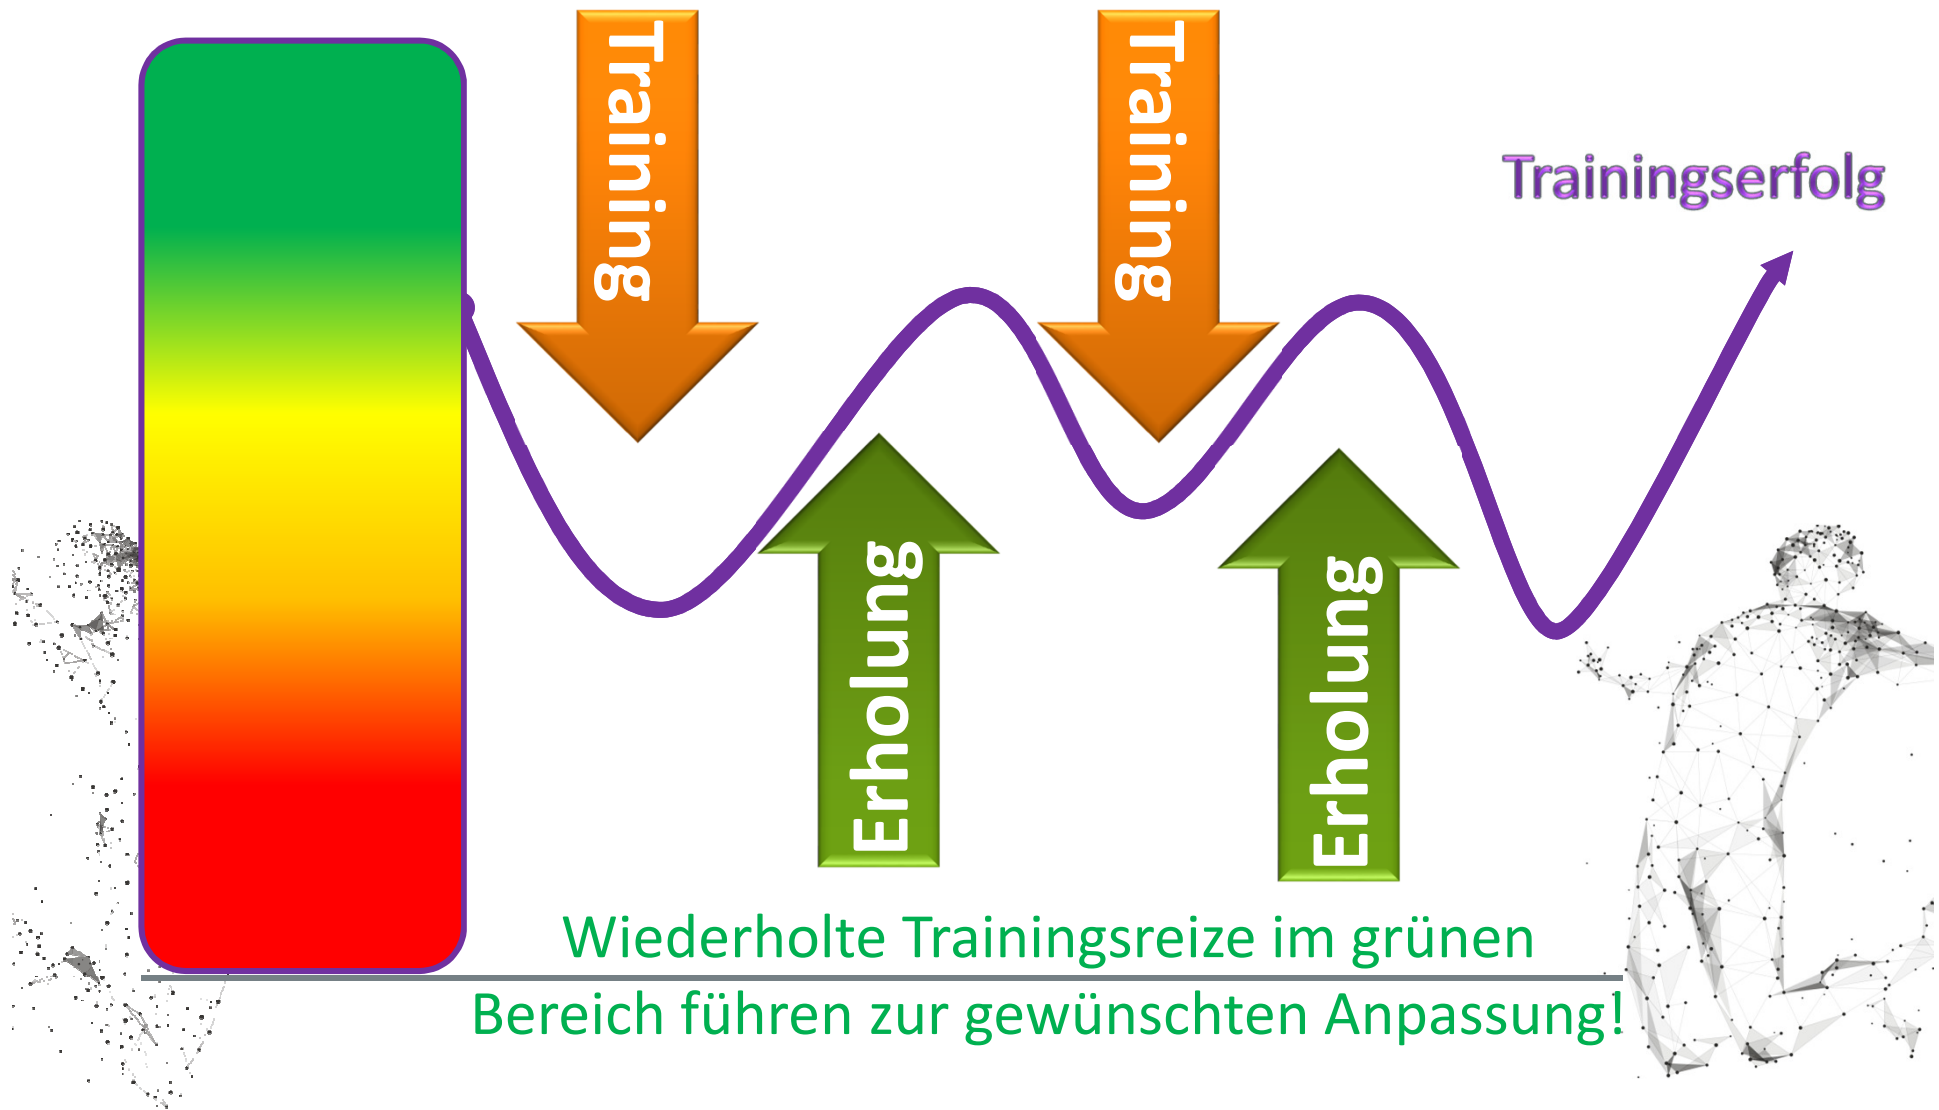 Training
Training
Trainingserfolg
Erholung
Erholung
Wiederholte Trainingsreize im grünen
Bereich führen zur gewünschten Anpassung!